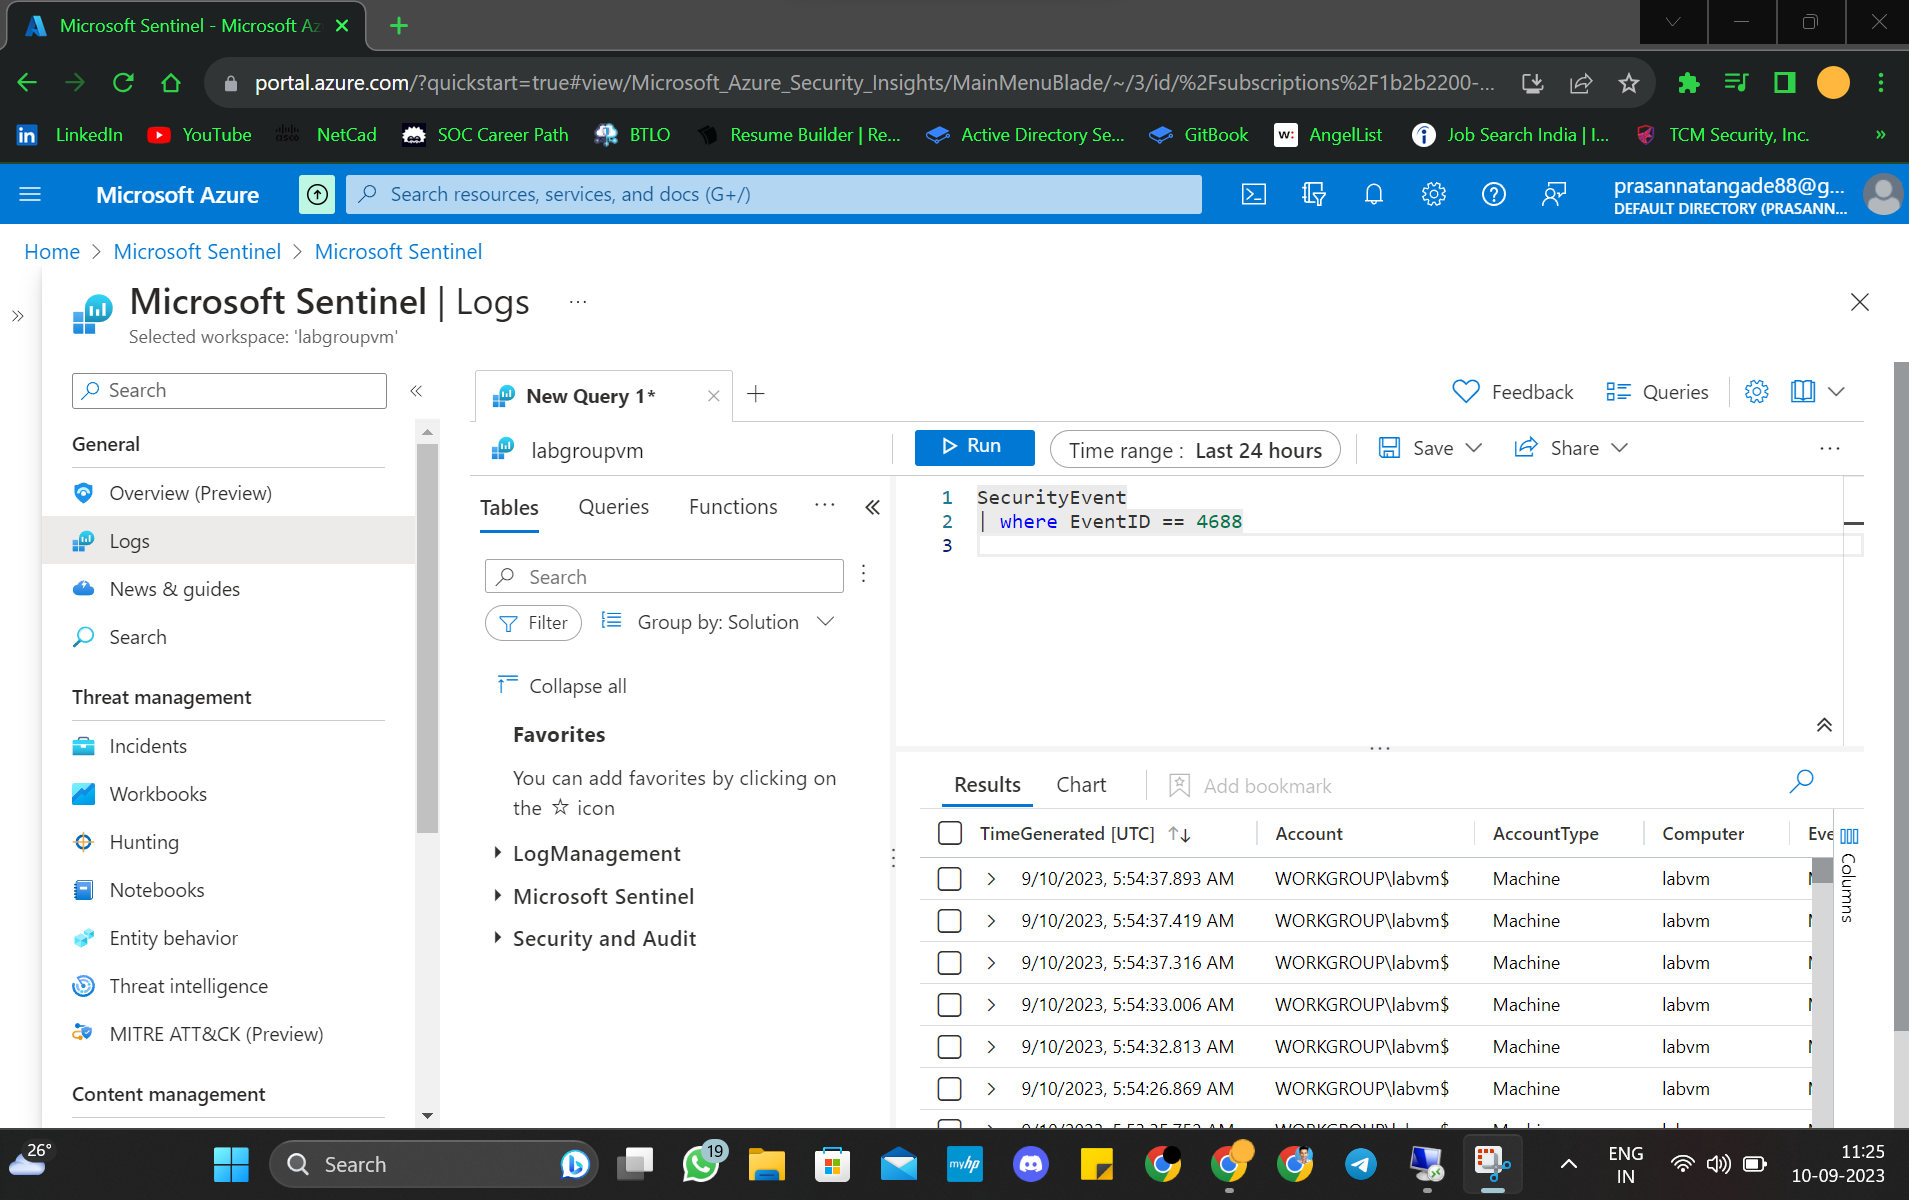 Microsoft Sentinel - Microsoft Az
portal.azure.com/?quickstart=true#view/Microsoft_Azure_Security_Insights/MainMenuBlade/~/3/id/%2Fsubscriptions%2F1b2b2200-...
LinkedIn YouTube NetCad SOC Career Path BTLO Resume Builder | Re... Active Directory Se... GitBook AngelList Job Search India | I... TCM Security, Inc. »
Microsoft Azure
Search resources, services, and docs (G+/)
prasannatangade88@g...
DEFAULT DIRECTORY (PRASANN...
Home > Microsoft Sentinel > Microsoft Sentinel
Microsoft Sentinel | Logs ...
Selected workspace: 'labgroupvm'
Search
General
Overview (Preview)
Logs
News & guides
Search
Threat management
Incidents
Workbooks
Hunting
Notebooks
Entity behavior
Threat intelligence
MITRE ATT&CK (Preview)
Content management
New Query 1*
Feedback Queries
labgroupvm
Run
Time range : Last 24 hours
Save
Share
Tables Queries Functions ...
Search
Filter
Group by: Solution
Collapse all
Favorites
You can add favorites by clicking on
the ☆ icon
LogManagement
Microsoft Sentinel
Security and Audit
1 SecurityEvent
2 | where EventID == 4688
3
Results Chart Add bookmark
TimeGenerated [UTC] Account AccountType Computer Eve
9/10/2023, 5:54:37.893 AM WORKGROUP\labvm$ Machine labvm
9/10/2023, 5:54:37.419 AM WORKGROUP\labvm$ Machine labvm
9/10/2023, 5:54:37.316 AM WORKGROUP\labvm$ Machine labvm
9/10/2023, 5:54:33.006 AM WORKGROUP\labvm$ Machine labvm
9/10/2023, 5:54:32.813 AM WORKGROUP\labvm$ Machine labvm
9/10/2023, 5:54:26.869 AM WORKGROUP\labvm$ Machine labvm
Columns
26°
Search
19
myhp
ENG
IN
11:25
10-09-2023